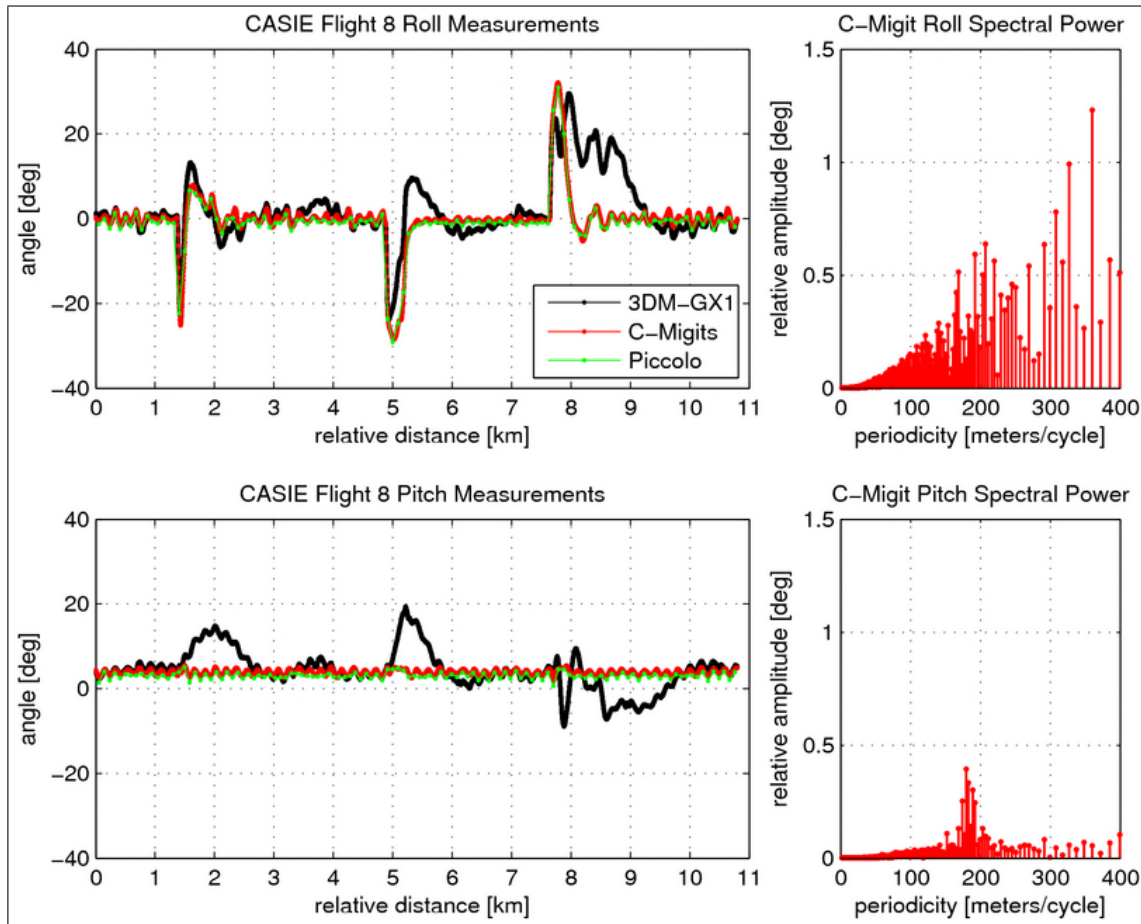 CASIE Flight 8 Roll Measurements
40
20
0
−20
−40
angle [deg]
0 1 2 3 4 5 6 7 8 9 10 11
relative distance [km]
3DM−GX1
C−Migits
Piccolo
C−Migit Roll Spectral Power
1.5
1
0.5
0
relative amplitude [deg]
0 100 200 300 400
periodicity [meters/cycle]
CASIE Flight 8 Pitch Measurements
40
20
0
−20
−40
angle [deg]
0 1 2 3 4 5 6 7 8 9 10 11
relative distance [km]
C−Migit Pitch Spectral Power
1.5
1
0.5
0
relative amplitude [deg]
0 100 200 300 400
periodicity [meters/cycle]